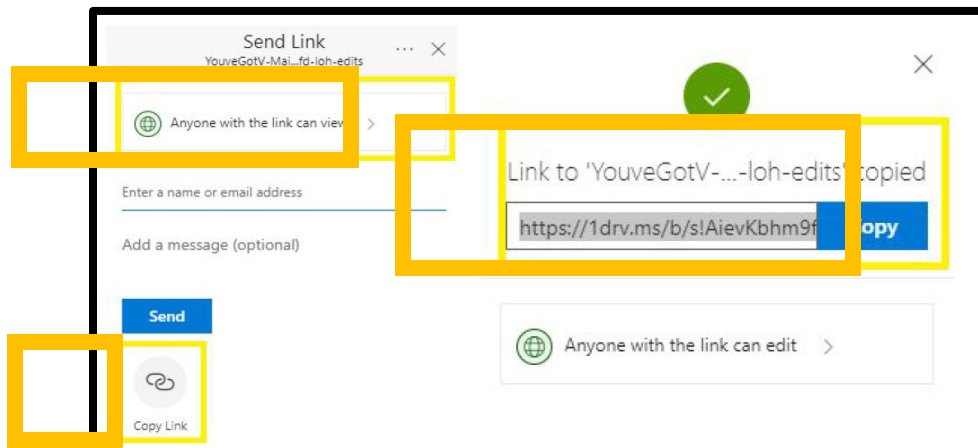 Send Link
YouveGotV-Mai...fd-loh-edits
Anyone with the link can view
Enter a name or email address
Add a message (optional)
Send
Copy Link
Link to 'YouveGotV-...-loh-edits' copied
https://1drv.ms/b/s!AievKbhm9f
opy
Anyone with the link can edit